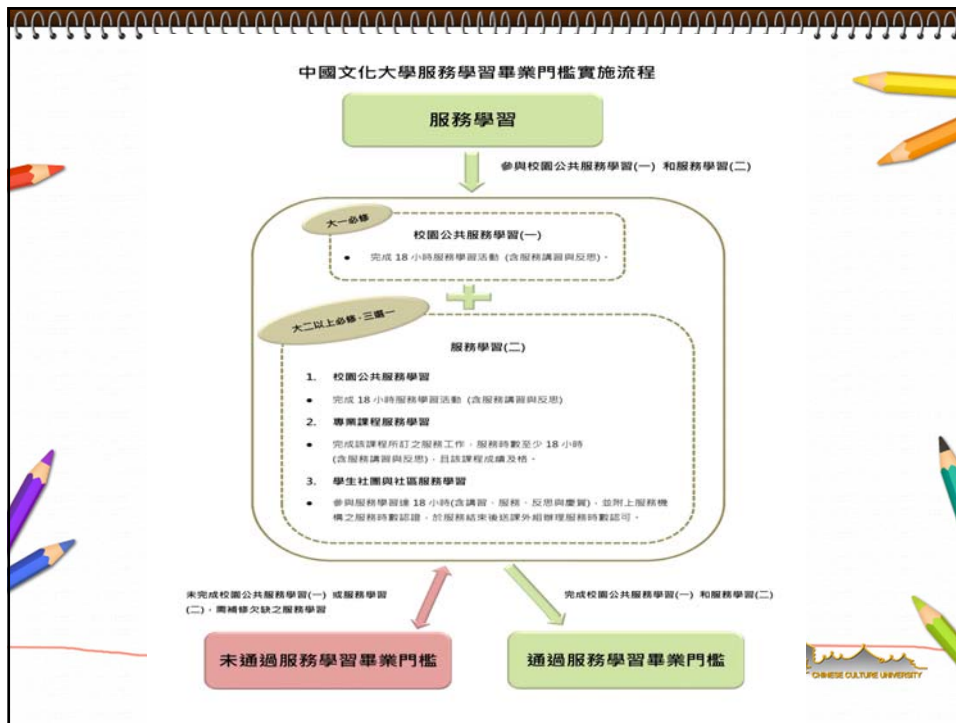 中國文化大學服務學習畢業門檻實施流程
服務學習
參與校園公共服務學習(一) 和服務學習(二)
大一必修
校園公共服務學習(一)
● 完成 18 小時服務學習活動 (含服務講習與反思)。
大二以上必修‧三選一
服務學習(二)
1. 校園公共服務學習
● 完成 18 小時服務學習活動 (含服務講習與反思)
2. 專業課程服務學習
● 完成該課程所訂之服務工作，服務時數至少 18 小時
(含服務講習與反思)，且該課程成績及格。
3. 學生社團與社區服務學習
● 參與服務學習達 18 小時(含講習、服務、反思與慶賀)，並附上服務機
構之服務時數認證，於服務結束後送課外組辦理服務時數認可。
未完成校園公共服務學習(一) 或服務學習
(二)，需補修欠缺之服務學習
完成校園公共服務學習(一) 和服務學習(二)
未通過服務學習畢業門檻
通過服務學習畢業門檻
CHINESE CULTURE UNIVERSITY